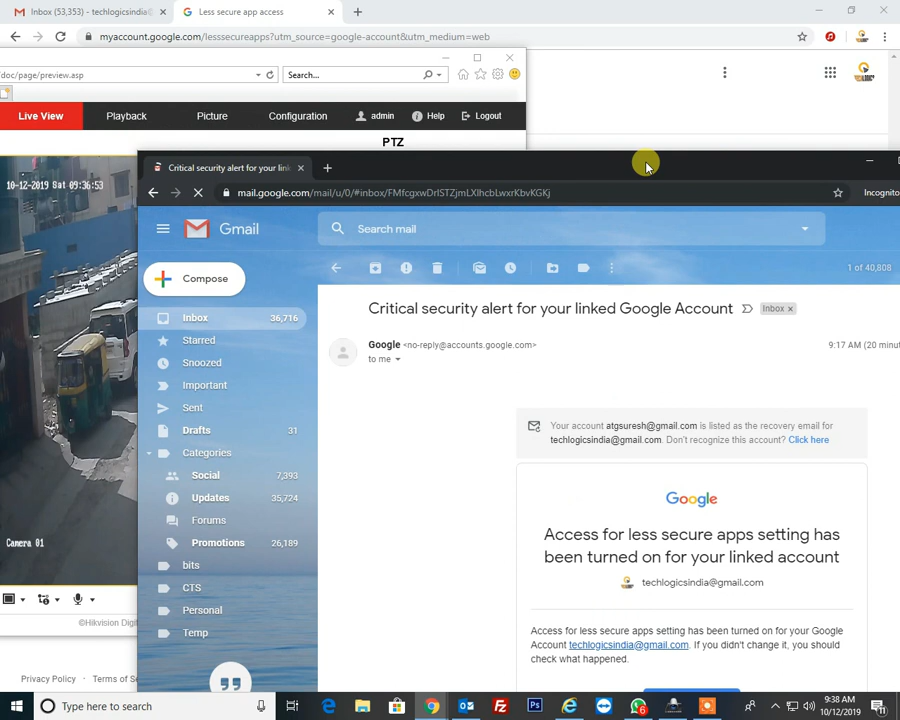 Inbox (53,353) - techlogicsindia@
Less secure app access
myaccount.google.com/lesssecureapps?utm_source=google-account&utm_medium=web
doc/page/preview.asp
Search...
Live View
Playback
Picture
Configuration
admin
Help
Logout
PTZ
10-12-2019 Sat 09:36:53
Camera 01
Critical security alert for your link
mail.google.com/mail/u/0/#inbox/FMfcgxwDrlSTZjmLXlhcbLwxrKbvKGKj
Incognito
Gmail
Search mail
Compose
1 of 40,808
Inbox 36,716
Starred
Snoozed
Important
Sent
Drafts 31
Categories
Social 7,393
Updates 35,724
Forums
Promotions 26,189
bits
CTS
Personal
Temp
Critical security alert for your linked Google Account
Inbox x
Google <no-reply@accounts.google.com>
9:17 AM (20 minut
to me
Your account atgsuresh@gmail.com is listed as the recovery email for
techlogicsindia@gmail.com. Don't recognize this account? Click here
Google
Access for less secure apps setting has
been turned on for your linked account
techlogicsindia@gmail.com
Access for less secure apps setting has been turned on for your Google
Account techlogicsindia@gmail.com. If you didn't change it, you should
check what happened.
©Hikvision Digi
Privacy Policy · Terms of Se
Type here to search
9:38 AM
10/12/2019